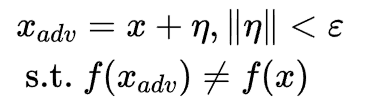 x_{adv} = x + η, ‖η‖ < ε
s.t. f(x_{adv}) ≠ f(x)